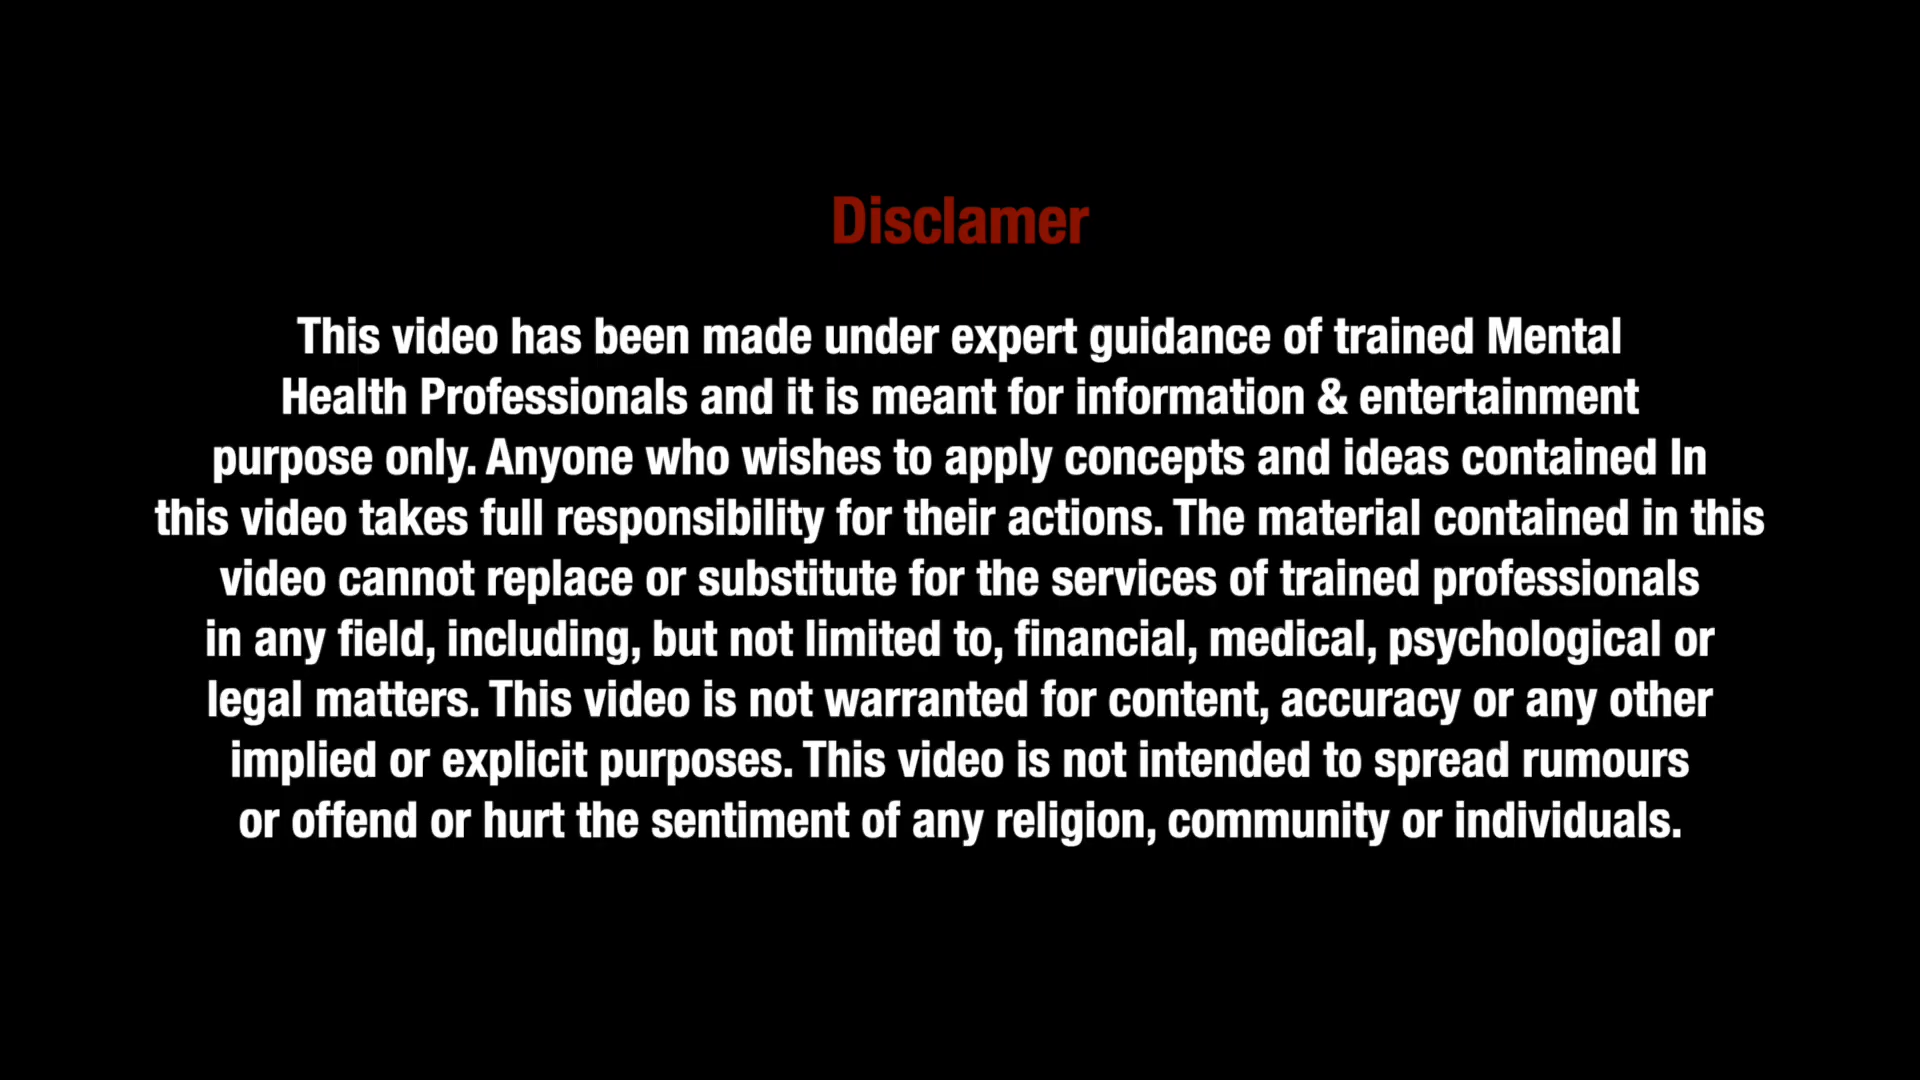 Disclamer
This video has been made under expert guidance of trained Mental
Health Professionals and it is meant for information & entertainment
purpose only. Anyone who wishes to apply concepts and ideas contained In
this video takes full responsibility for their actions. The material contained in this
video cannot replace or substitute for the services of trained professionals
in any field, including, but not limited to, financial, medical, psychological or
legal matters. This video is not warranted for content, accuracy or any other
implied or explicit purposes. This video is not intended to spread rumours
or offend or hurt the sentiment of any religion, community or individuals.